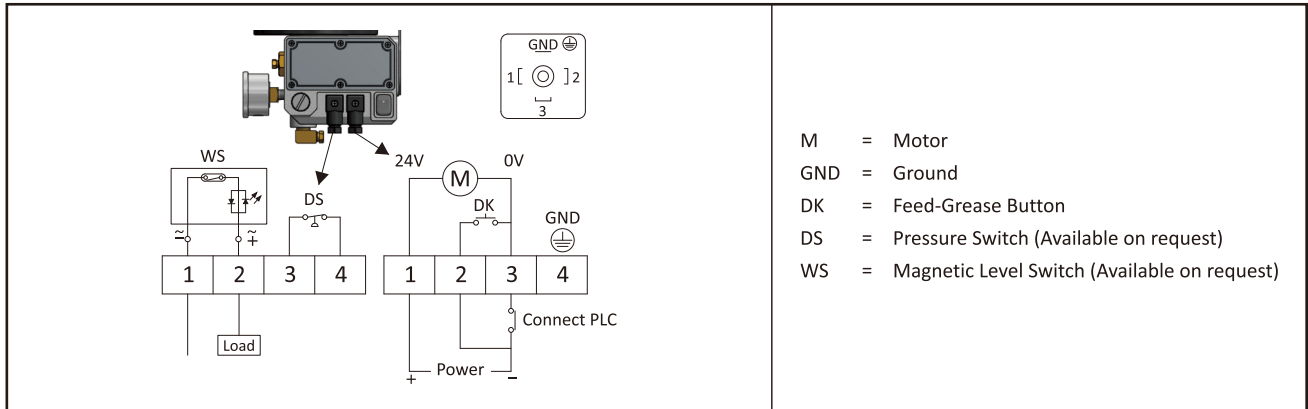 GND
1 2
3
WS
~
−
~
+
1 2 3 4
Load
DS
24V 0V
M
DK
GND
1 2 3 4
Connect PLC
+ Power −
M = Motor
GND = Ground
DK = Feed-Grease Button
DS = Pressure Switch (Available on request)
WS = Magnetic Level Switch (Available on request)